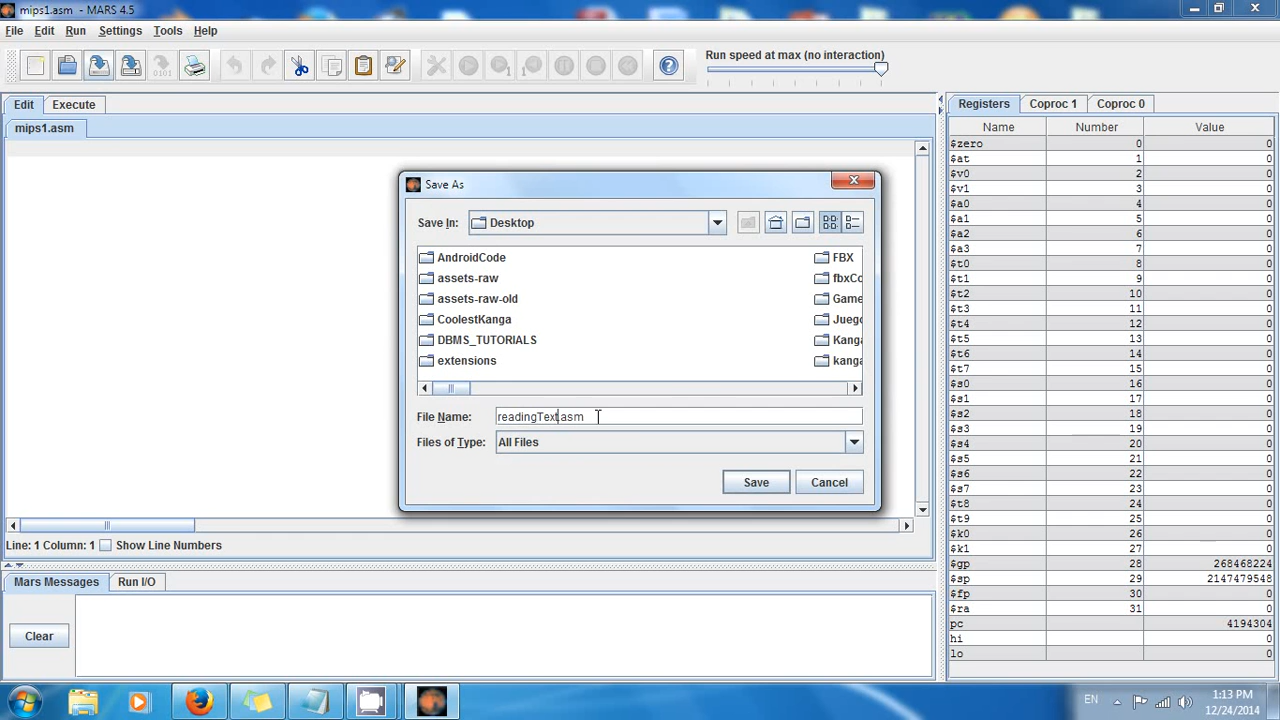 mips1.asm - MARS 4.5
File Edit Run Settings Tools Help
Run speed at max (no interaction)
Edit Execute
mips1.asm
Registers Coproc 1 Coproc 0
Name Number Value
$zero 0 0
$at 1 0
$v0 2 0
$v1 3 0
$a0 4 0
$a1 5 0
$a2 6 0
$a3 7 0
$t0 8 0
$t1 9 0
$t2 10 0
$t3 11 0
$t4 12 0
$t5 13 0
$t6 14 0
$t7 15 0
$s0 16 0
$s1 17 0
$s2 18 0
$s3 19 0
$s4 20 0
$s5 21 0
$s6 22 0
$s7 23 0
$t8 24 0
$t9 25 0
$k0 26 0
$k1 27 0
$gp 28 268468224
$sp 29 2147479548
$fp 30 0
$ra 31 0
pc 4194304
hi 0
lo 0
Save As
Save In: Desktop
AndroidCode FBX
assets-raw fbxCo
assets-raw-old Game
CoolestKanga Juego
DBMS_TUTORIALS Kanga
extensions kanga
File Name: readingText.asm
Files of Type: All Files
Save Cancel
Line: 1 Column: 1 Show Line Numbers
Mars Messages Run I/O
Clear
EN
1:13 PM
12/24/2014